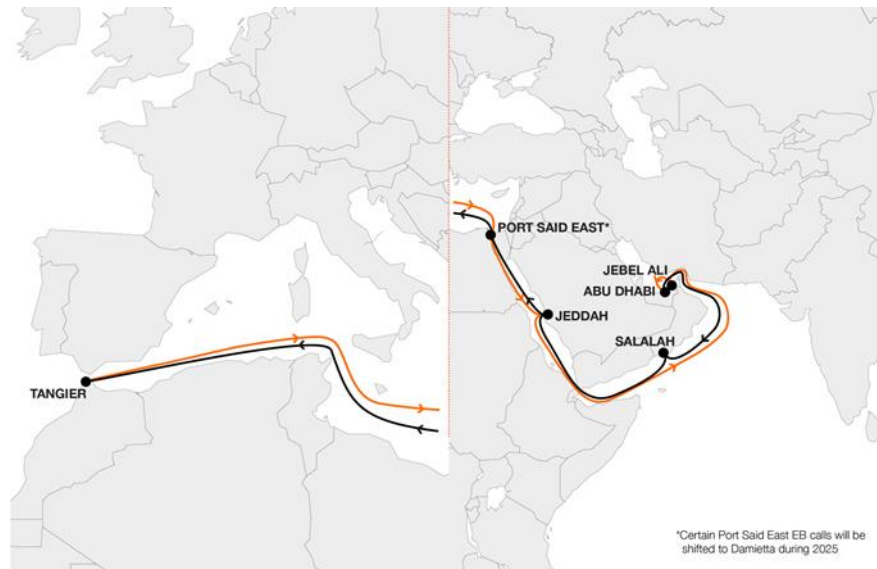 PORT SAID EAST*
JEBEL ALI
ABU DHABI
JEDDAH
SALALAH
TANGIER
*Certain Port Said East EB calls will be
shifted to Damietta during 2025